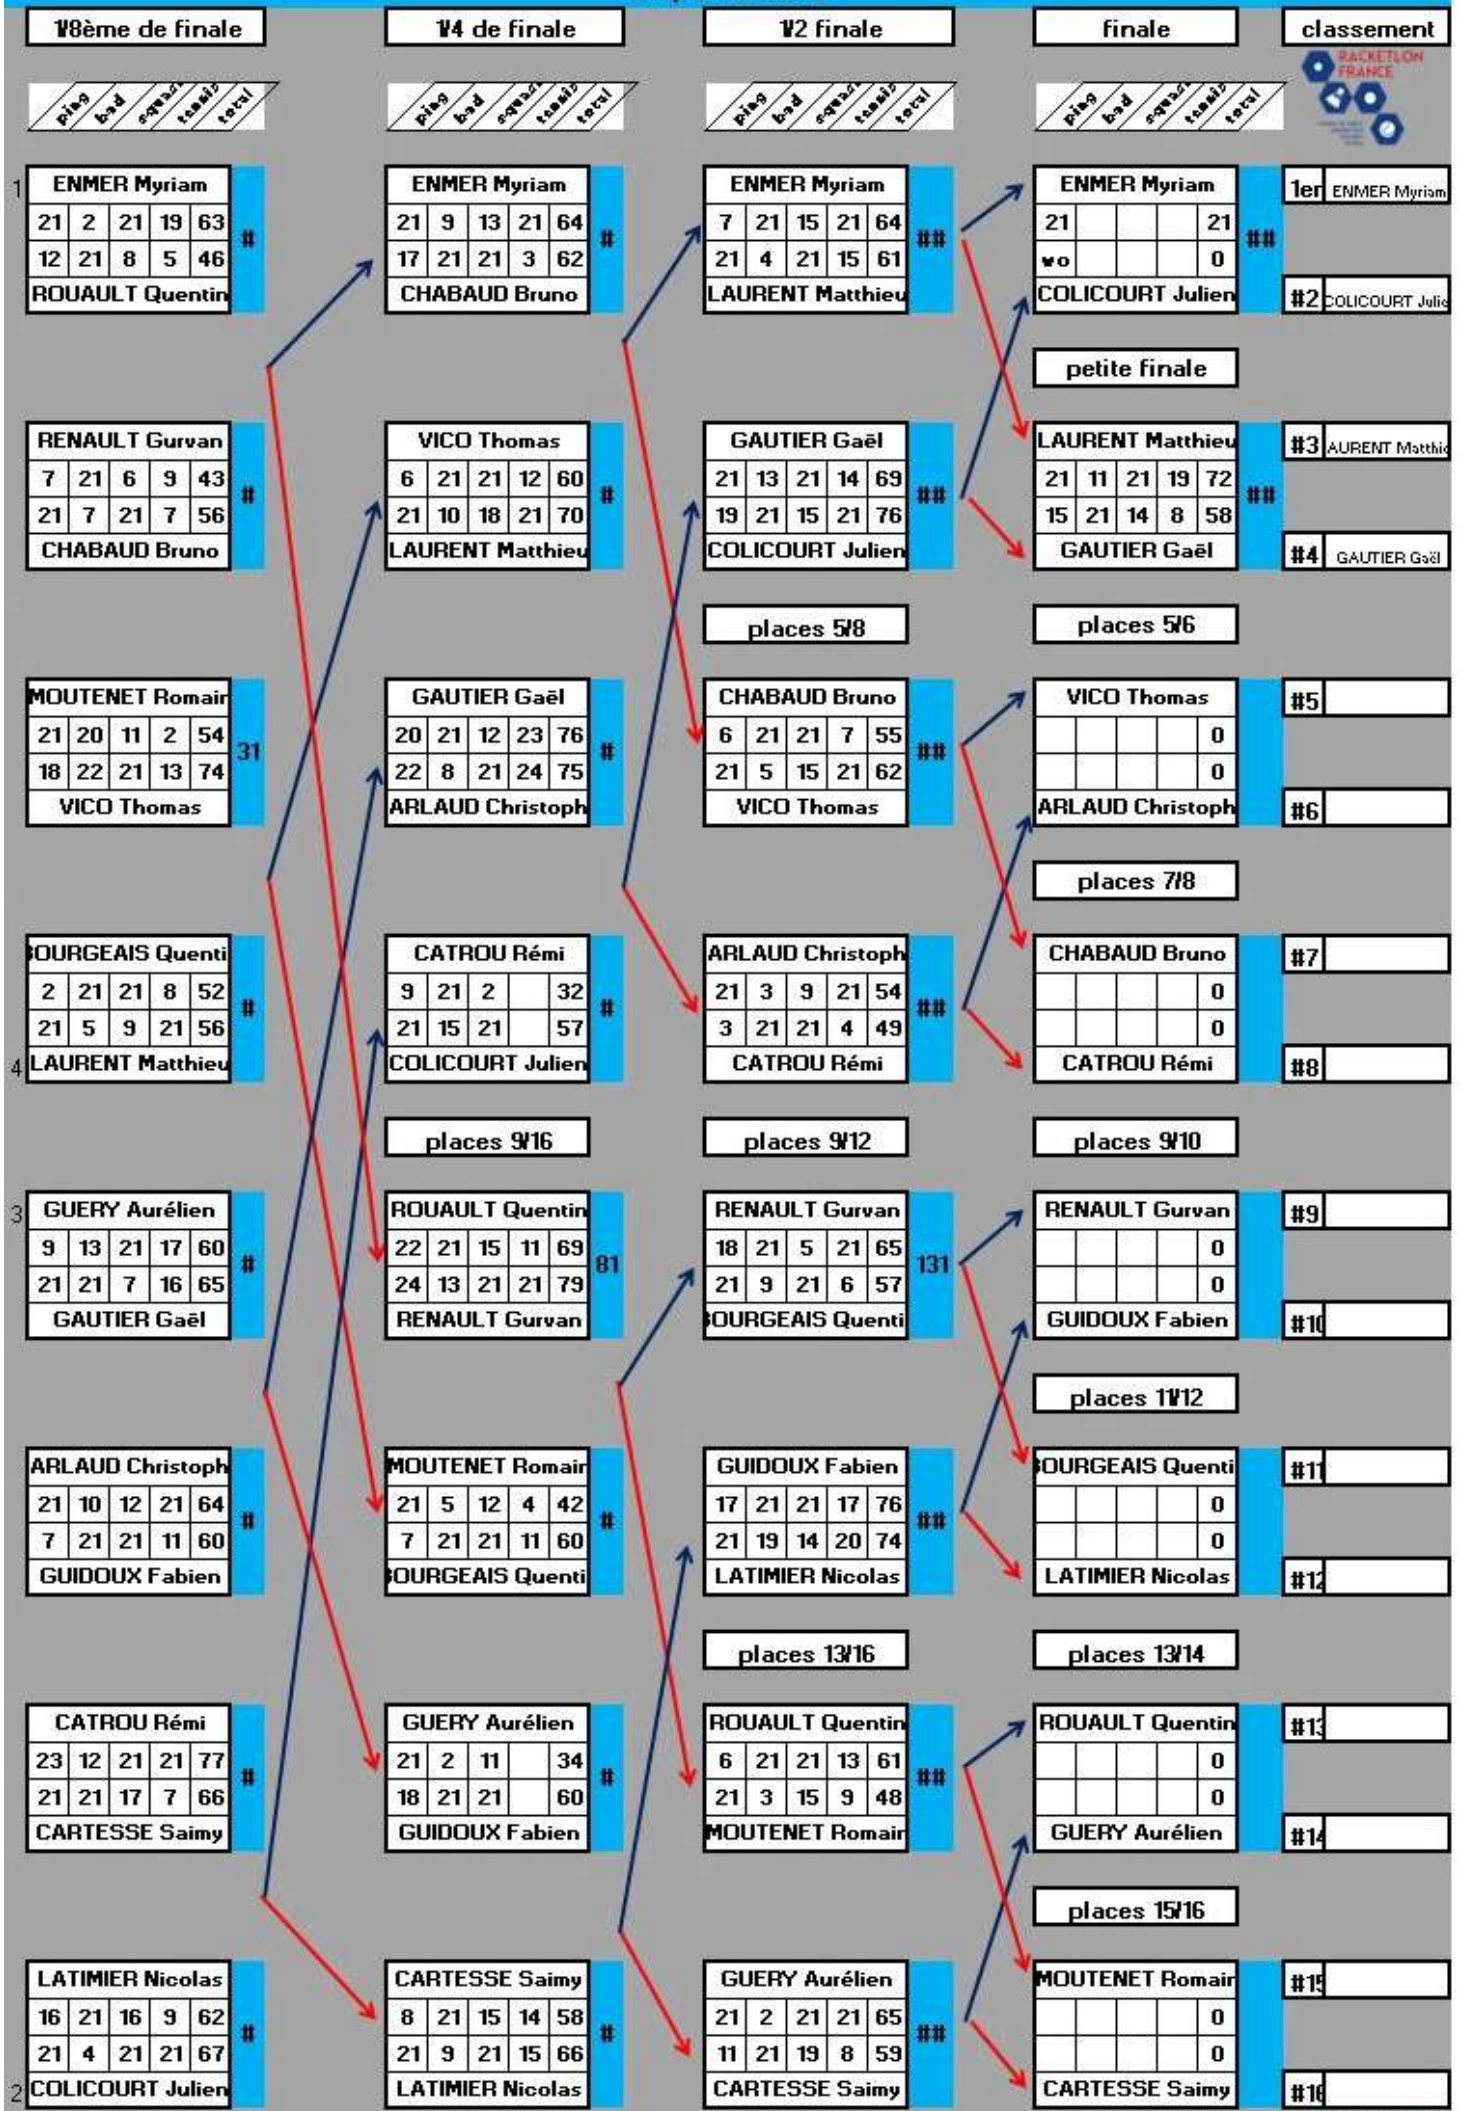 1/8ème de finale 1/4 de finale 1/2 finale finale classement
RACKETLON
FRANCE
ping bad squash tennis total ping bad squash tennis total ping bad squash tennis total ping bad squash tennis total
1 ENMER Myriam ENMER Myriam ENMER Myriam ENMER Myriam 1er ENMER Myriam
21 2 21 19 63 # 21 9 13 21 64 # 7 21 15 21 64 ## 21 21 ##
12 21 8 5 46 17 21 21 3 62 21 4 21 15 61 wo 0
ROUAULT Quentin CHABAUD Bruno LAURENT Matthieu COLICOURT Julien #2 COLICOURT Julie
petite finale
RENAULT Gurvan VICO Thomas GAUTIER Gaël LAURENT Matthieu #3 AURENT Matthie
7 21 6 9 43 # 6 21 21 12 60 # 21 13 21 14 69 ## 21 11 21 19 72 ##
21 7 21 7 56 21 10 18 21 70 19 21 15 21 76 15 21 14 8 58
CHABAUD Bruno LAURENT Matthieu COLICOURT Julien GAUTIER Gaël #4 GAUTIER Gaël
places 5/8 places 5/6
MOUTENET Romain GAUTIER Gaël CHABAUD Bruno VICO Thomas #5
21 20 11 2 54 31 20 21 12 23 76 # 6 21 21 7 55 ## 0
18 22 21 13 74 22 8 21 24 75 21 5 15 21 62 0
VICO Thomas ARLAUD Christoph VICO Thomas ARLAUD Christoph #6
places 7/8
BOURGEAIS Quenti CATROU Rémi ARLAUD Christoph CHABAUD Bruno #7
2 21 21 8 52 # 9 21 2 32 # 21 3 9 21 54 ## 0
21 5 9 21 56 21 15 21 57 3 21 21 4 49 0
4 LAURENT Matthieu COLICOURT Julien CATROU Rémi CATROU Rémi #8
places 9/16 places 9/12 places 9/10
3 GUERY Aurélien ROUAULT Quentin RENAULT Gurvan RENAULT Gurvan #9
9 13 21 17 60 # 22 21 15 11 69 81 18 21 5 21 65 131 0
21 21 7 16 65 24 13 21 21 79 21 9 21 6 57 0
GAUTIER Gaël RENAULT Gurvan BOURGEAIS Quenti GUIDOUX Fabien #10
places 11/12
ARLAUD Christoph MOUTENET Romain GUIDOUX Fabien BOURGEAIS Quenti #11
21 10 12 21 64 # 21 5 12 4 42 # 17 21 21 17 76 ## 0
7 21 21 11 60 7 21 21 11 60 21 19 14 20 74 0
GUIDOUX Fabien BOURGEAIS Quenti LATIMIER Nicolas LATIMIER Nicolas #12
places 13/16 places 13/14
CATROU Rémi GUERY Aurélien ROUAULT Quentin ROUAULT Quentin #13
23 12 21 21 77 # 21 2 11 34 # 6 21 21 13 61 ## 0
21 21 17 7 66 18 21 21 60 21 3 15 9 48 0
CARTESSE Saimy GUIDOUX Fabien MOUTENET Romain GUERY Aurélien #14
places 15/16
LATIMIER Nicolas CARTESSE Saimy GUERY Aurélien MOUTENET Romain #15
16 21 16 9 62 # 8 21 15 14 58 # 21 2 21 21 65 ## 0
21 4 21 21 67 21 9 21 15 66 11 21 19 8 59 0
2 COLICOURT Julien LATIMIER Nicolas CARTESSE Saimy CARTESSE Saimy #16